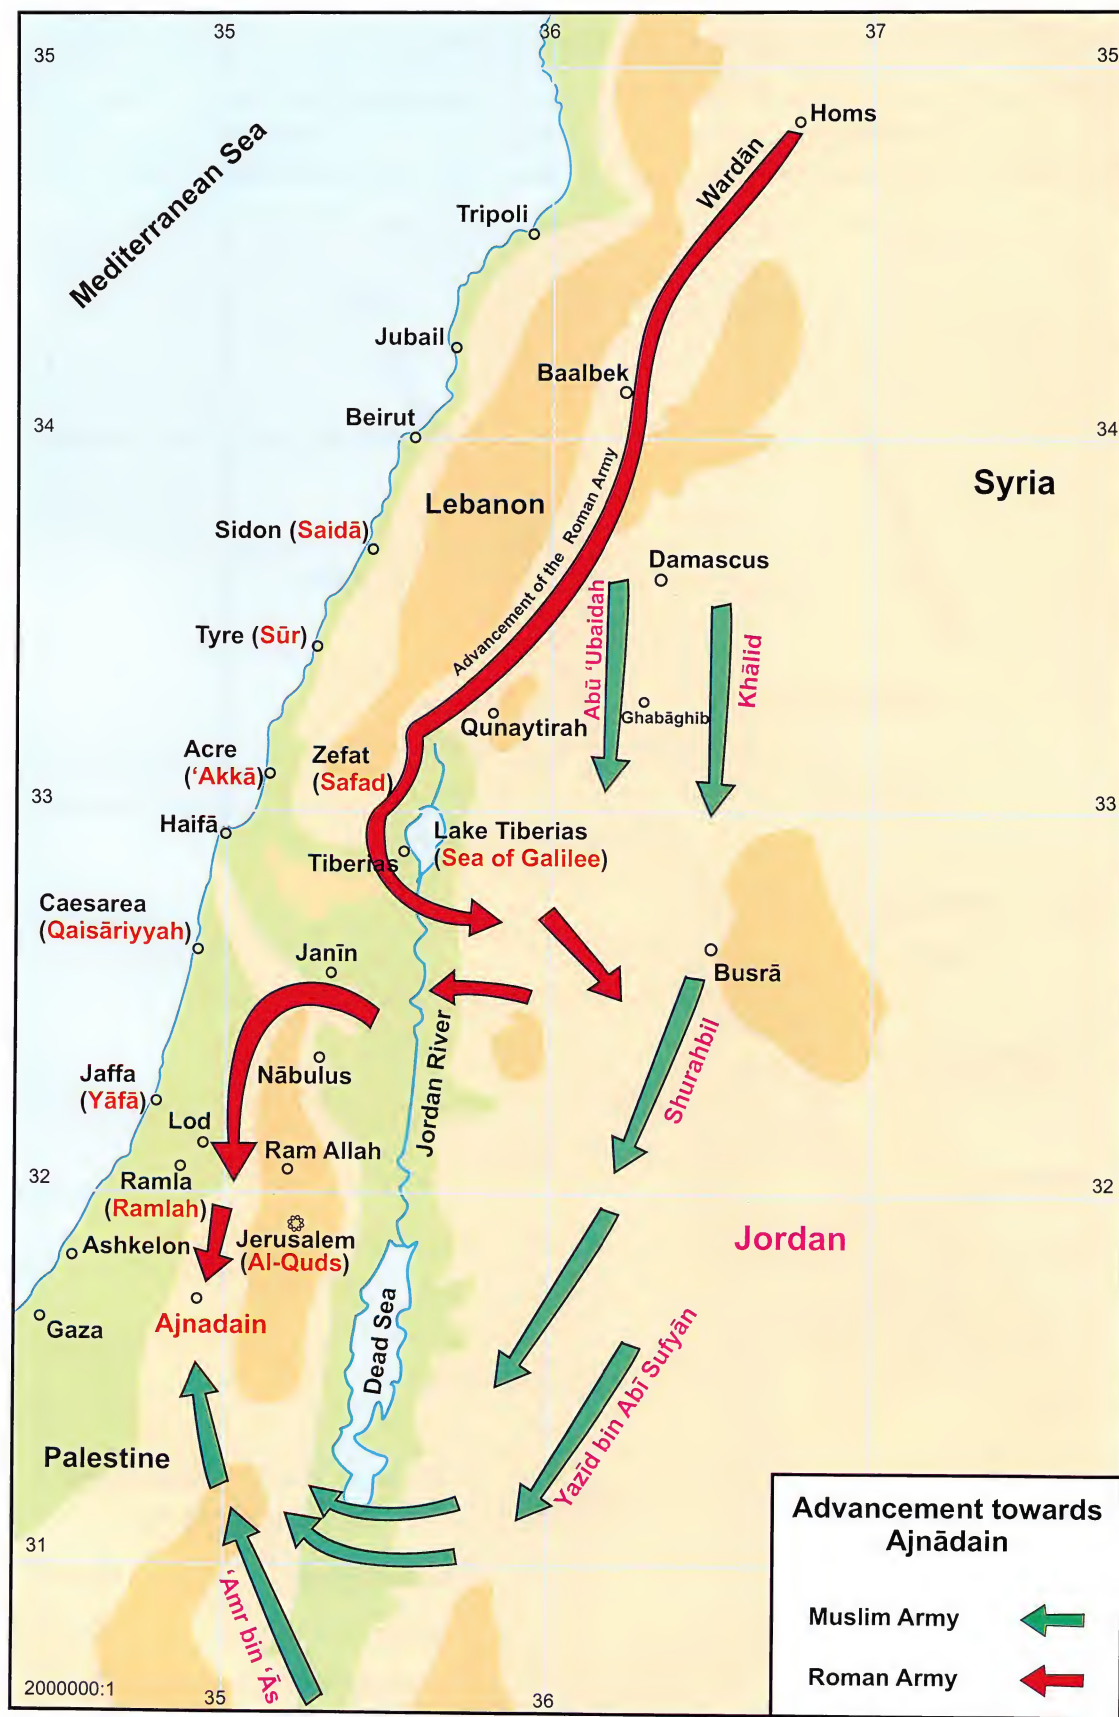 35
36
37
35
35
Homs
Wardān
Mediterranean Sea
Tripoli
Jubail
Baalbek
Beirut
34
34
Syria
Lebanon
Advancement of the Roman Army
Sidon (Saidā)
Damascus
Abū ‘Ubaidah
Khālid
Tyre (Sūr)
Ghabāghib
Qunaytirah
Acre
(‘Akkā)
Zefat
(Safad)
33
33
Haifā
Lake Tiberias
(Sea of Galilee)
Tiberias
Caesarea
(Qaisāriyyah)
Janīn
Busrā
Jordan River
Shurahbil
Nābulus
Jaffa
(Yāfā)
Lod
Ram Allah
32
32
Ramla
(Ramlah)
Ashkelon
Jerusalem
(Al-Quds)
Jordan
Gaza
Ajnadain
Dead Sea
Yazīd bin Abī Sufyān
Palestine
31
‘Amr bin ‘Ās
Advancement towards
Ajnādain
Muslim Army
Roman Army
2000000:1
35
36